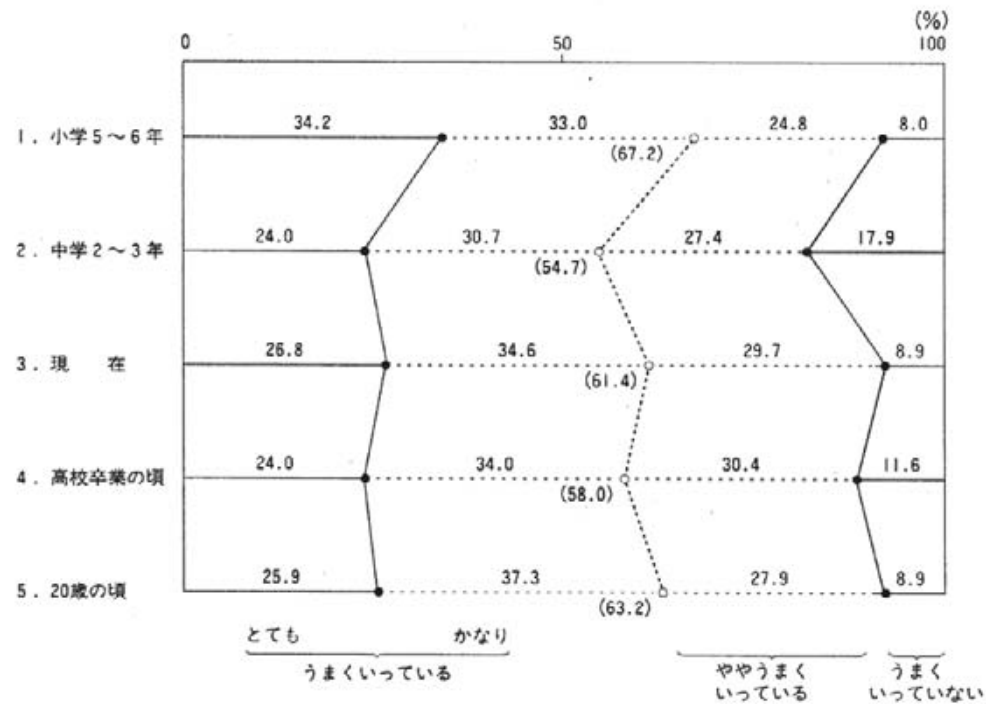 (%)
0 50 100
34.2 33.0 24.8 8.0
1. 小学5～6年
(67.2)
24.0 30.7 27.4 17.9
2. 中学2～3年
(54.7)
26.8 34.6 29.7 8.9
3. 現　在
(61.4)
24.0 34.0 30.4 11.6
4. 高校卒業の頃
(58.0)
25.9 37.3 27.9 8.9
5. 20歳の頃
(63.2)
とても かなり
うまくいっている
ややうまく
いっている
うまく
いっていない